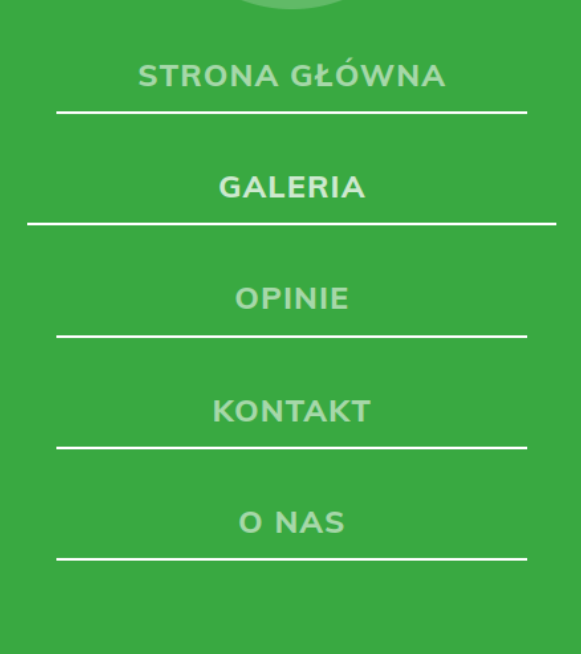 STRONA GŁÓWNA
GALERIA
OPINIE
KONTAKT
O NAS